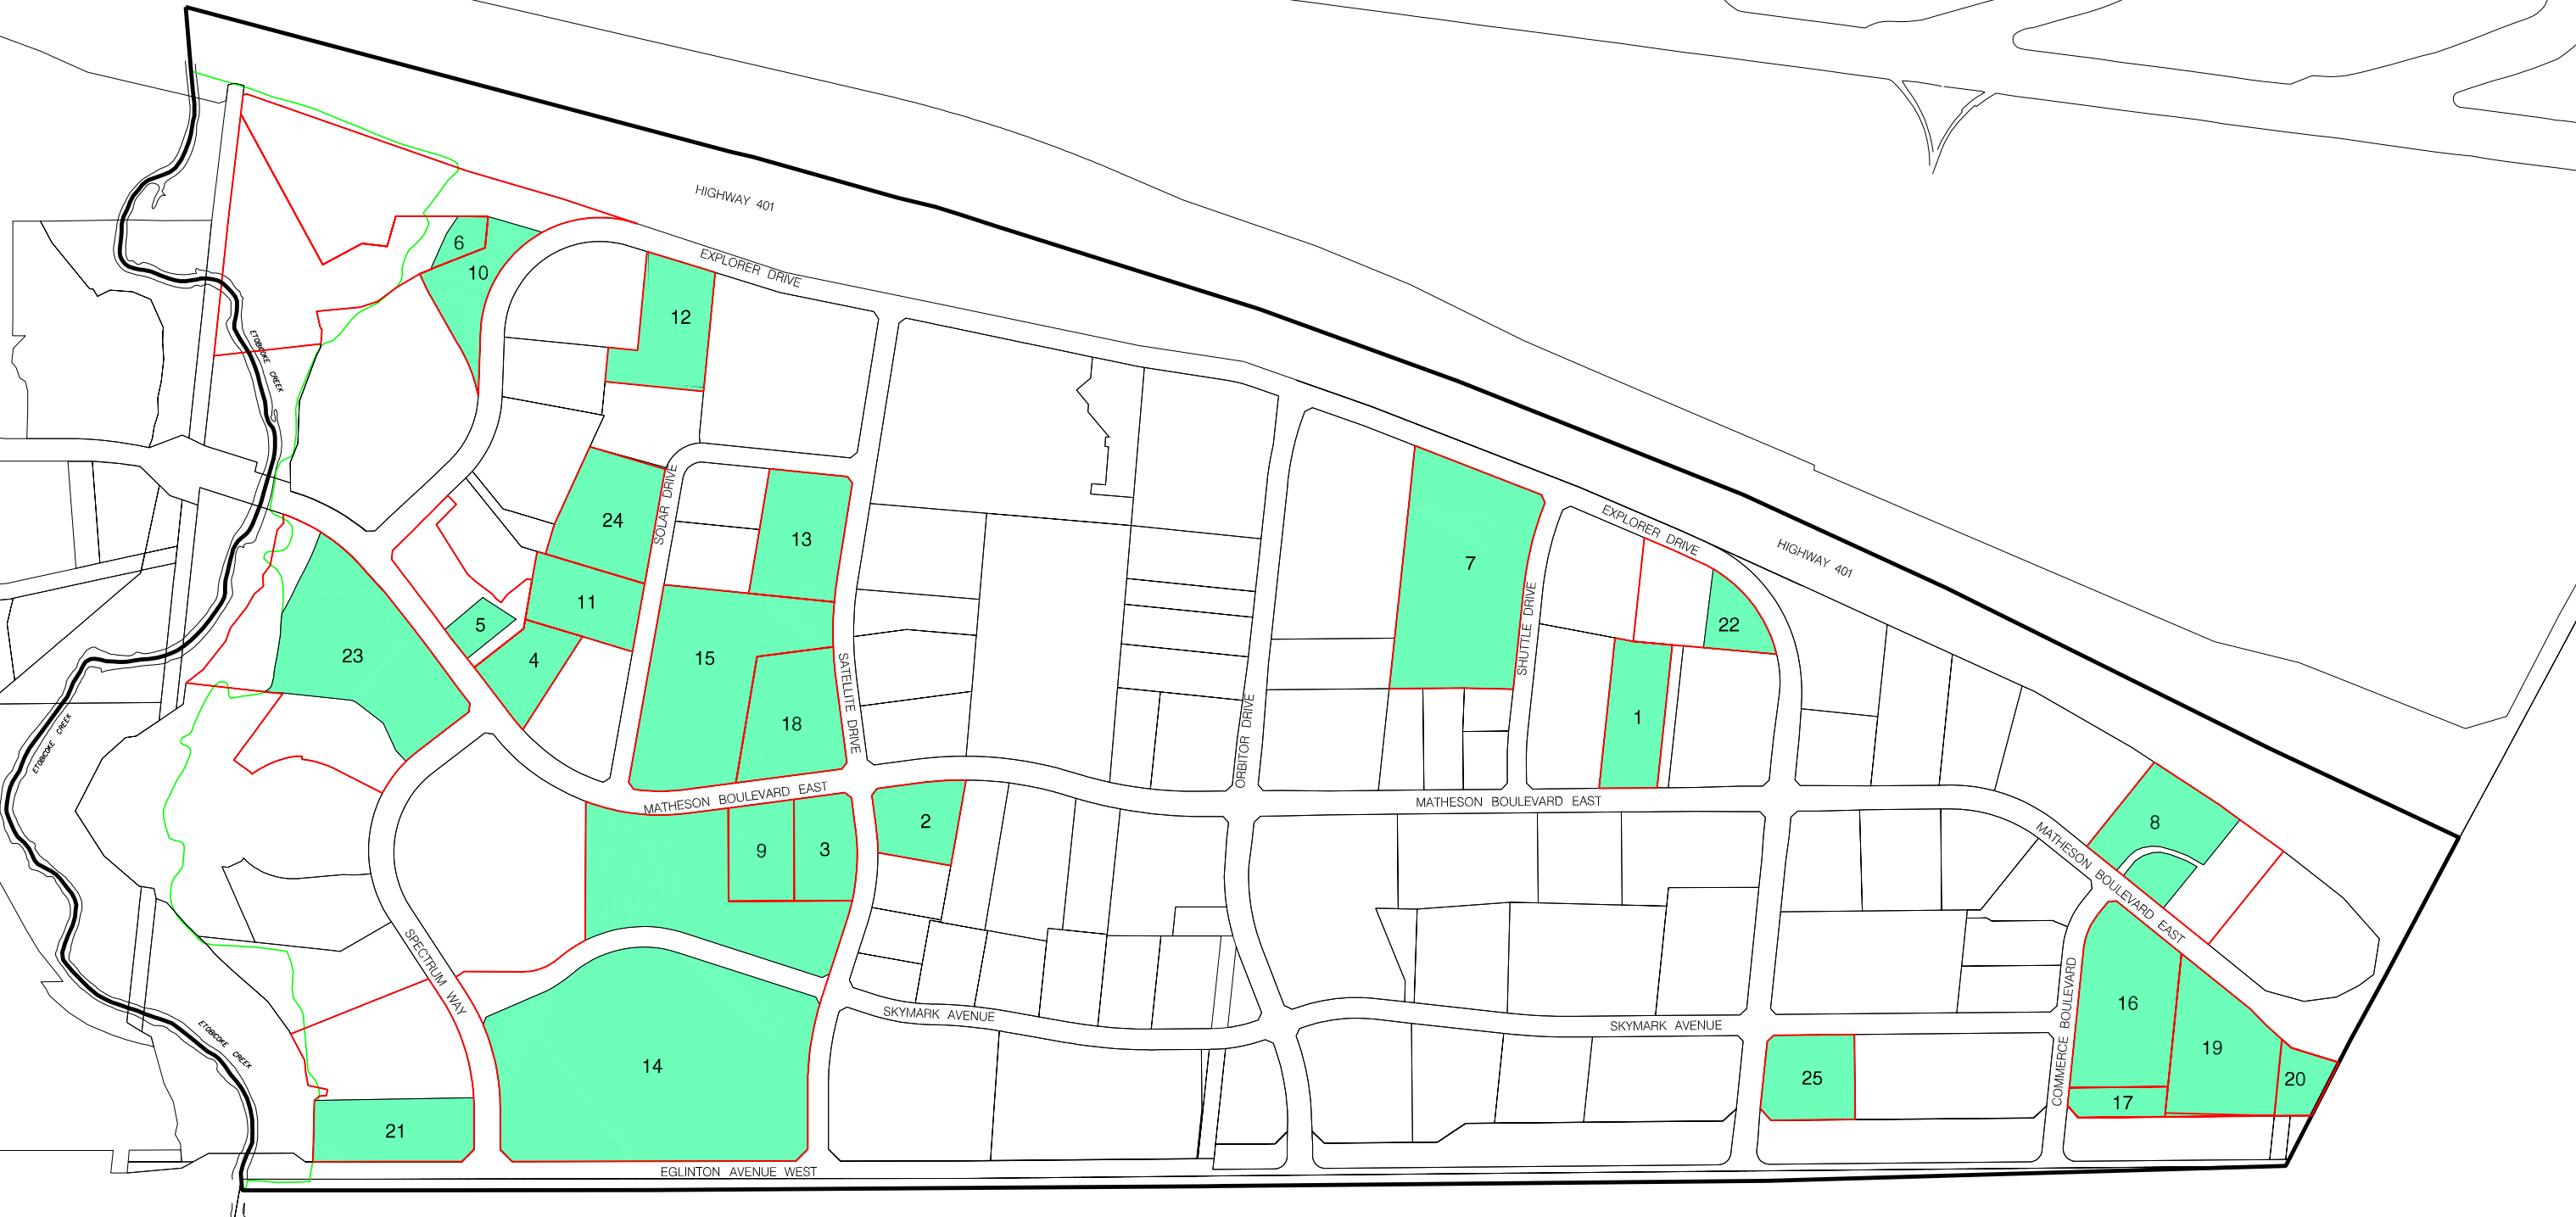 HIGHWAY 401
6
10
EXPLORER DRIVE
12
ETOBICOKE CREEK
SOLAR DRIVE
24
13
7
EXPLORER DRIVE
HIGHWAY 401
11
5
4
15
23
SHUTTLE DRIVE
22
SATELLITE DRIVE
18
ORBITOR DRIVE
1
ETOBICOKE CREEK
MATHESON BOULEVARD EAST
MATHESON BOULEVARD EAST
2
9
3
8
MATHESON BOULEVARD EAST
SPECTRUM WAY
SKYMARK AVENUE
SKYMARK AVENUE
COMMERCE BOULEVARD
16
19
ETOBICOKE CREEK
14
25
20
17
21
EGLINTON AVENUE WEST